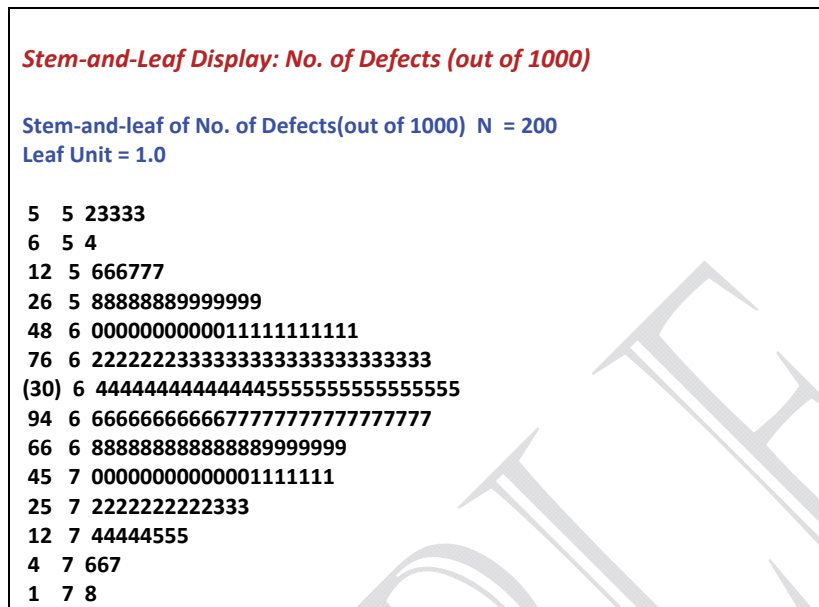 Stem-and-Leaf Display: No. of Defects (out of 1000)
Stem-and-leaf of No. of Defects(out of 1000) N = 200
Leaf Unit = 1.0
5 5 23333
6 5 4
12 5 666777
26 5 88888889999999
48 6 0000000000011111111111
76 6 2222222333333333333333333333
(30) 6 444444444444445555555555555555
94 6 6666666666677777777777777777
66 6 888888888888889999999
45 7 00000000000001111111
25 7 2222222222333
12 7 44444555
4 7 667
1 7 8